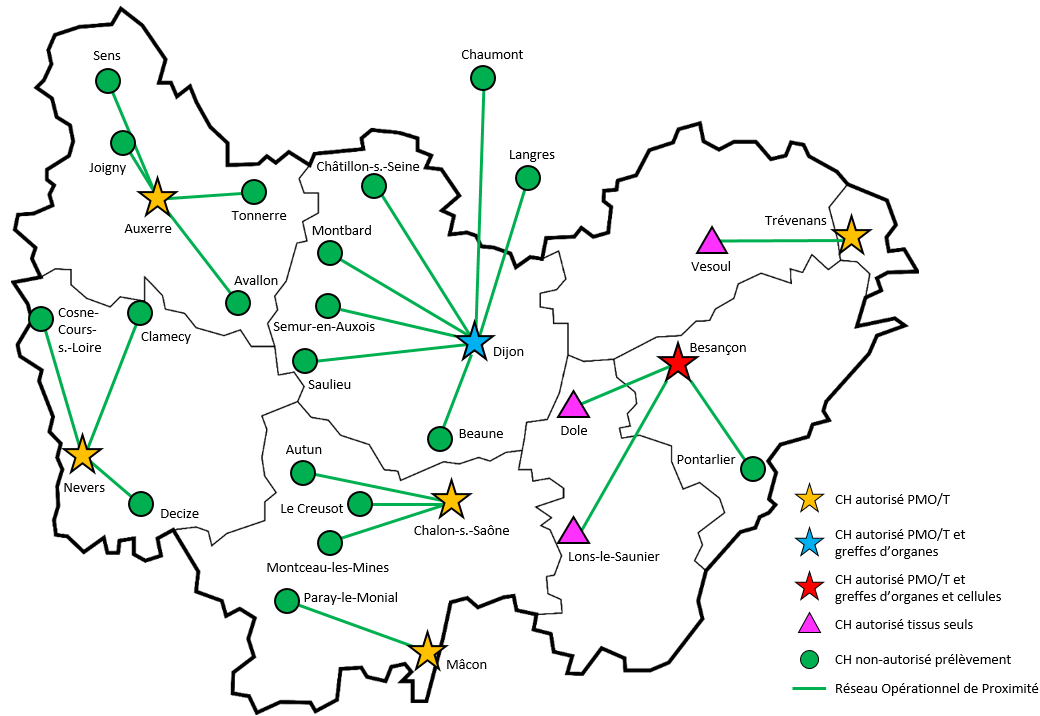 Sens
Chaumont
Joigny
Langres
Châtillon-s.-Seine
Tonnerre
Auxerre
Trévenans
Montbard
Vesoul
Avallon
Cosne-
Cours-
s.-Loire
Clamecy
Semur-en-Auxois
Dijon
Besançon
Saulieu
Dole
Beaune
Autun
Pontarlier
Nevers
Decize
Le Creusot
Chalon-s.-Saône
Montceau-les-Mines
Lons-le-Saunier
Paray-le-Monial
Mâcon
CH autorisé PMO/T
CH autorisé PMO/T et
greffes d'organes
CH autorisé PMO/T et
greffes d'organes et cellules
CH autorisé tissus seuls
CH non-autorisé prélèvement
Réseau Opérationnel de Proximité